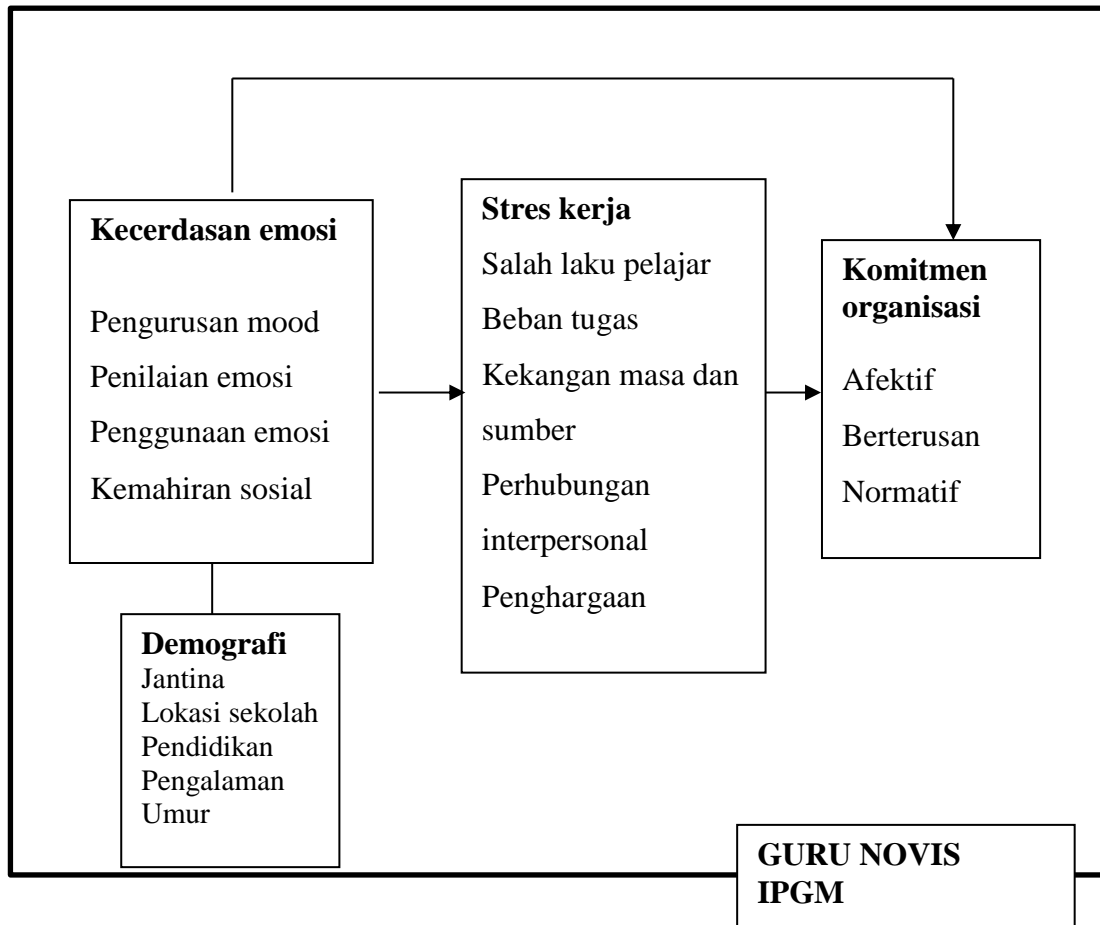 Kecerdasan emosi
Pengurusan mood
Penilaian emosi
Penggunaan emosi
Kemahiran sosial
Stres kerja
Salah laku pelajar
Beban tugas
Kekangan masa dan
sumber
Perhubungan
interpersonal
Penghargaan
Komitmen
organisasi
Afektif
Berterusan
Normatif
Demografi
Jantina
Lokasi sekolah
Pendidikan
Pengalaman
Umur
GURU NOVIS
IPGM